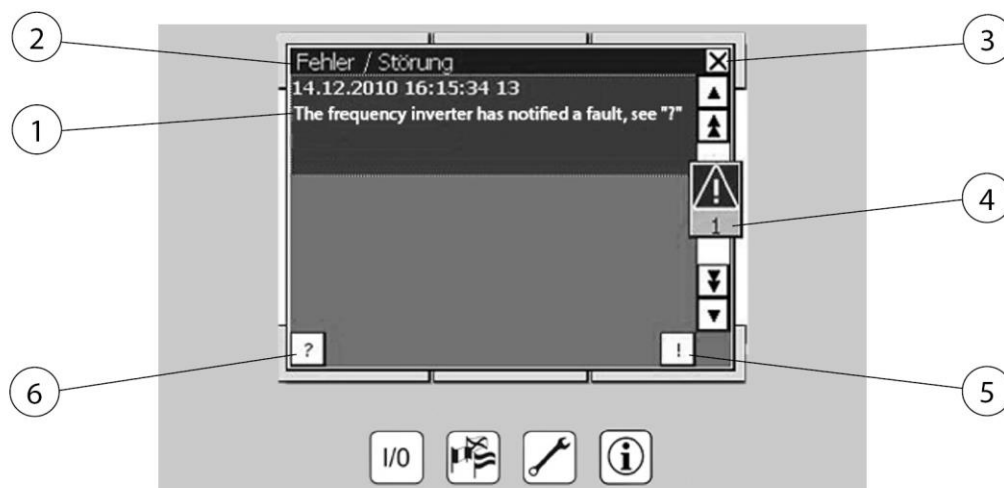 1
2
3
4
5
6
Fehler / Störung
14.12.2010 16:15:34 13
The frequency inverter has notified a fault, see "?"
1
?
!
I/0